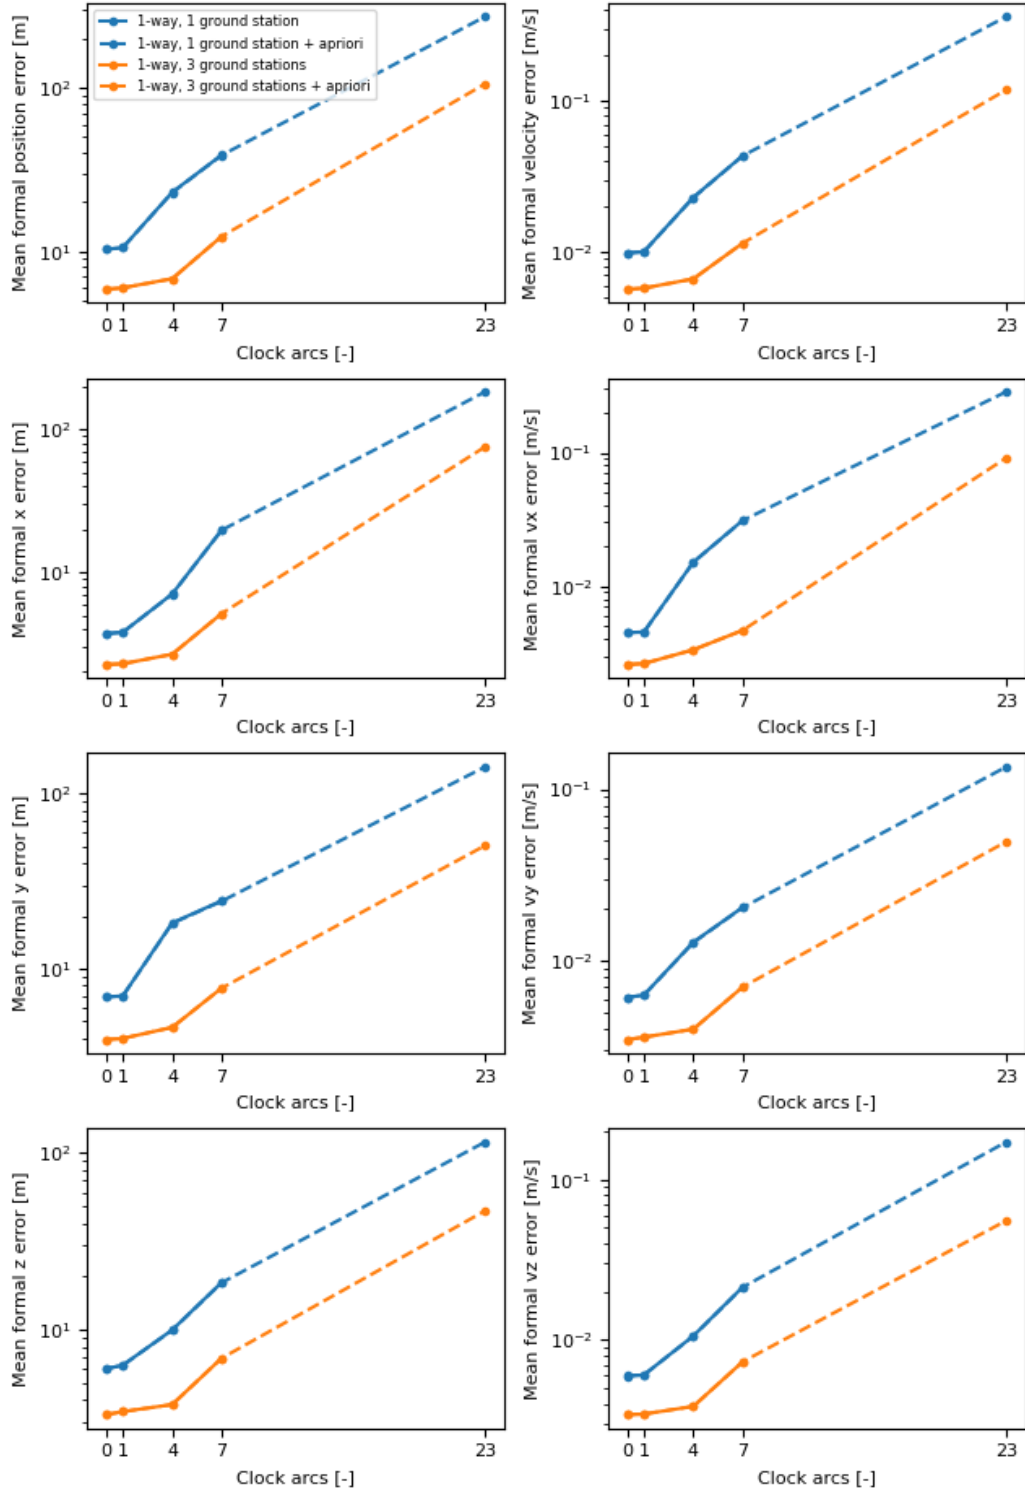 Mean formal position error [m]
10²
10¹
1-way, 1 ground station
1-way, 1 ground station + apriori
1-way, 3 ground stations
1-way, 3 ground stations + apriori
0 1 4 7 23
Clock arcs [-]
Mean formal velocity error [m/s]
10⁻¹
10⁻²
0 1 4 7 23
Clock arcs [-]
Mean formal x error [m]
10²
10¹
0 1 4 7 23
Clock arcs [-]
Mean formal vx error [m/s]
10⁻¹
10⁻²
0 1 4 7 23
Clock arcs [-]
Mean formal y error [m]
10²
10¹
0 1 4 7 23
Clock arcs [-]
Mean formal vy error [m/s]
10⁻¹
10⁻²
0 1 4 7 23
Clock arcs [-]
Mean formal z error [m]
10²
10¹
0 1 4 7 23
Clock arcs [-]
Mean formal vz error [m/s]
10⁻¹
10⁻²
0 1 4 7 23
Clock arcs [-]